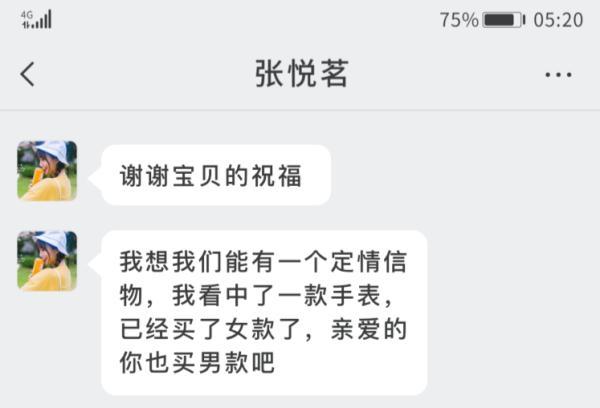 4G
75%
05:20
张悦茗
谢谢宝贝的祝福
我想我们能有一个定情信
物，我看中了一款手表，
已经买了女款了，亲爱的
你也买男款吧